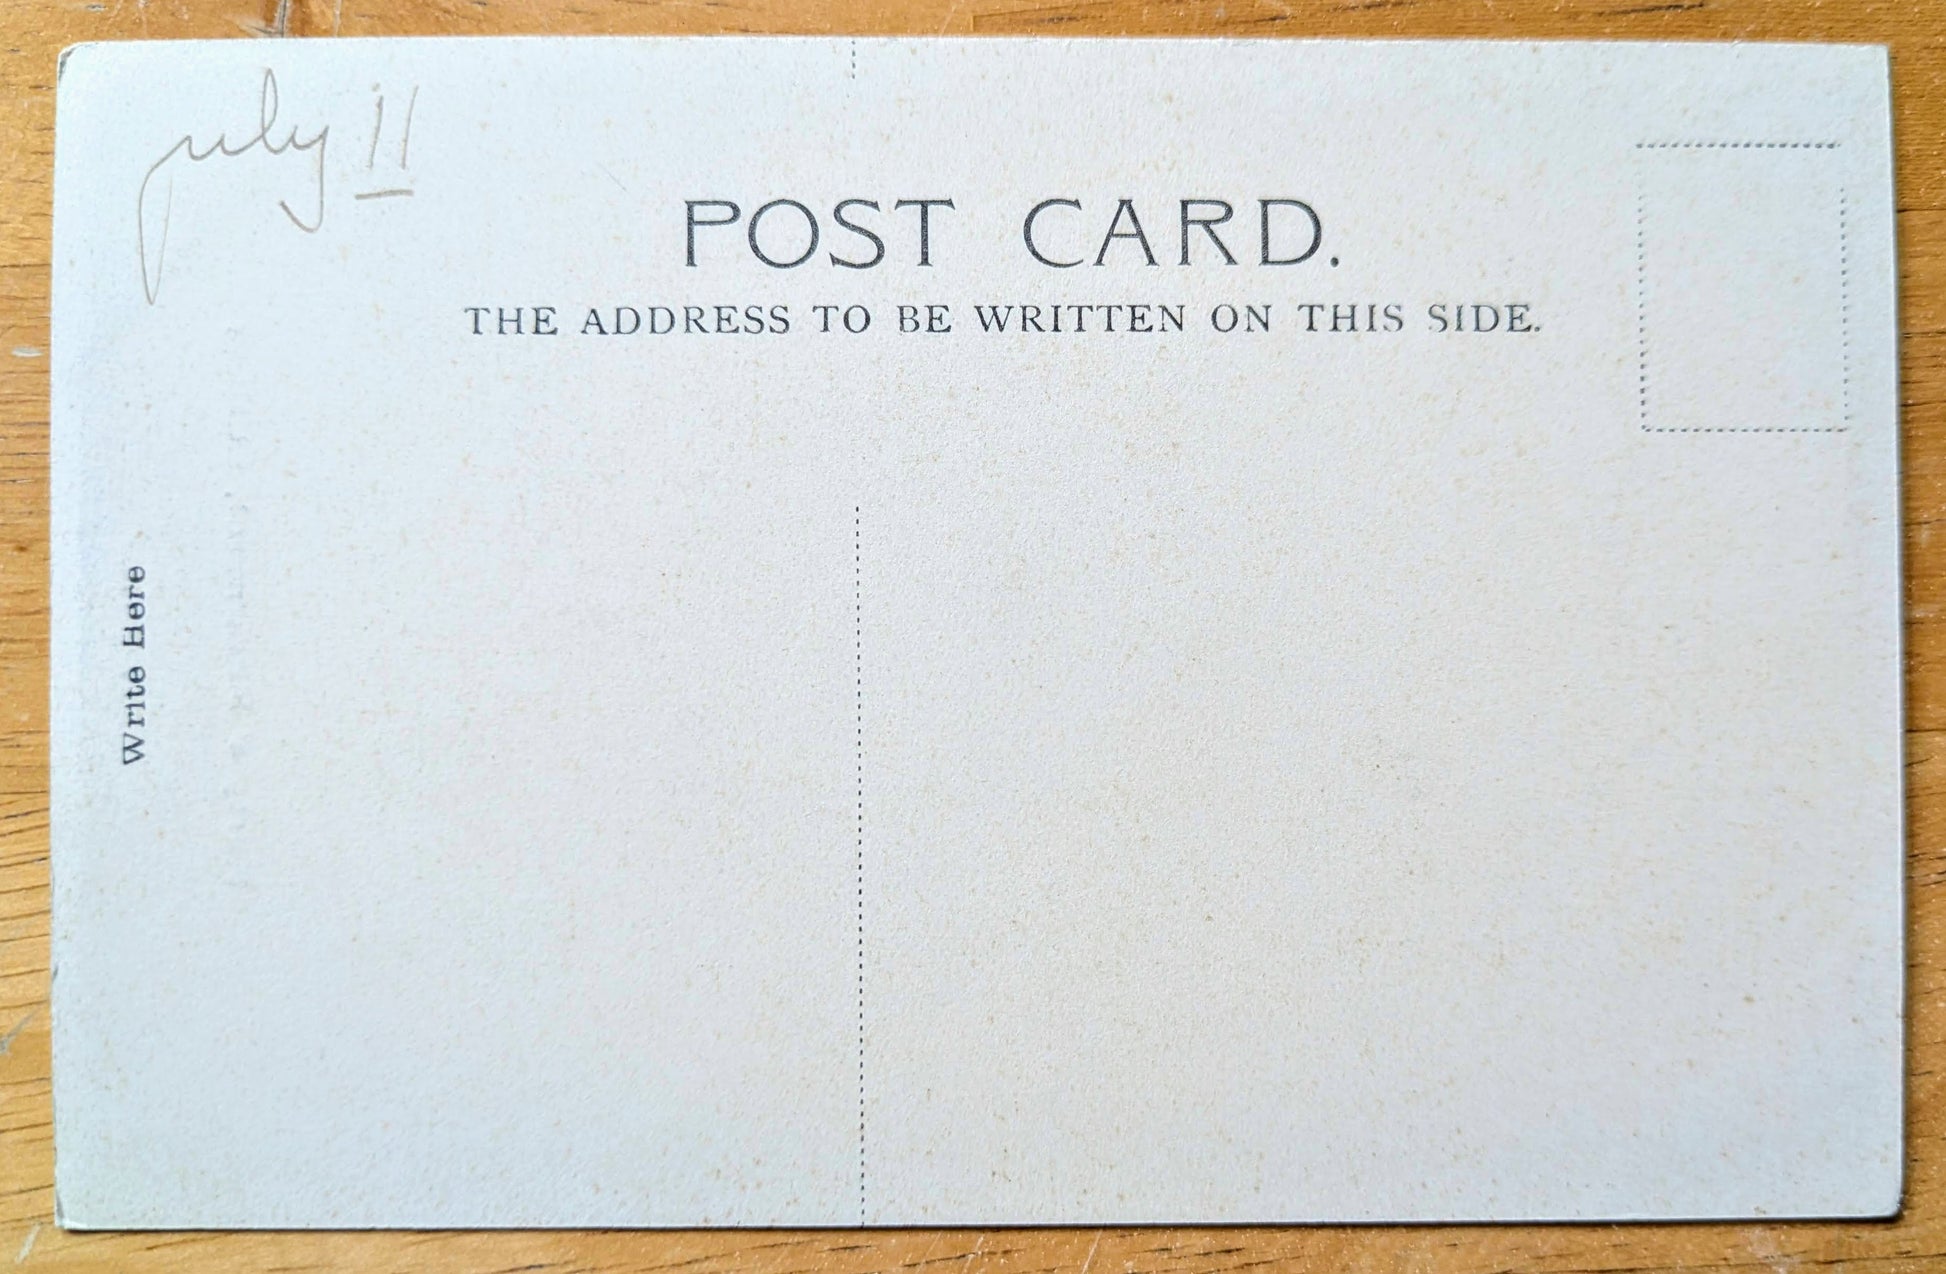 July 11
POST CARD.
THE ADDRESS TO BE WRITTEN ON THIS SIDE.
Write Here